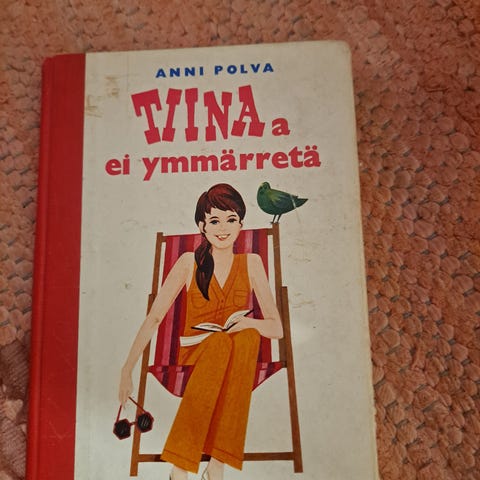 ANNI POLVA
TIINAa
ei ymmärretä